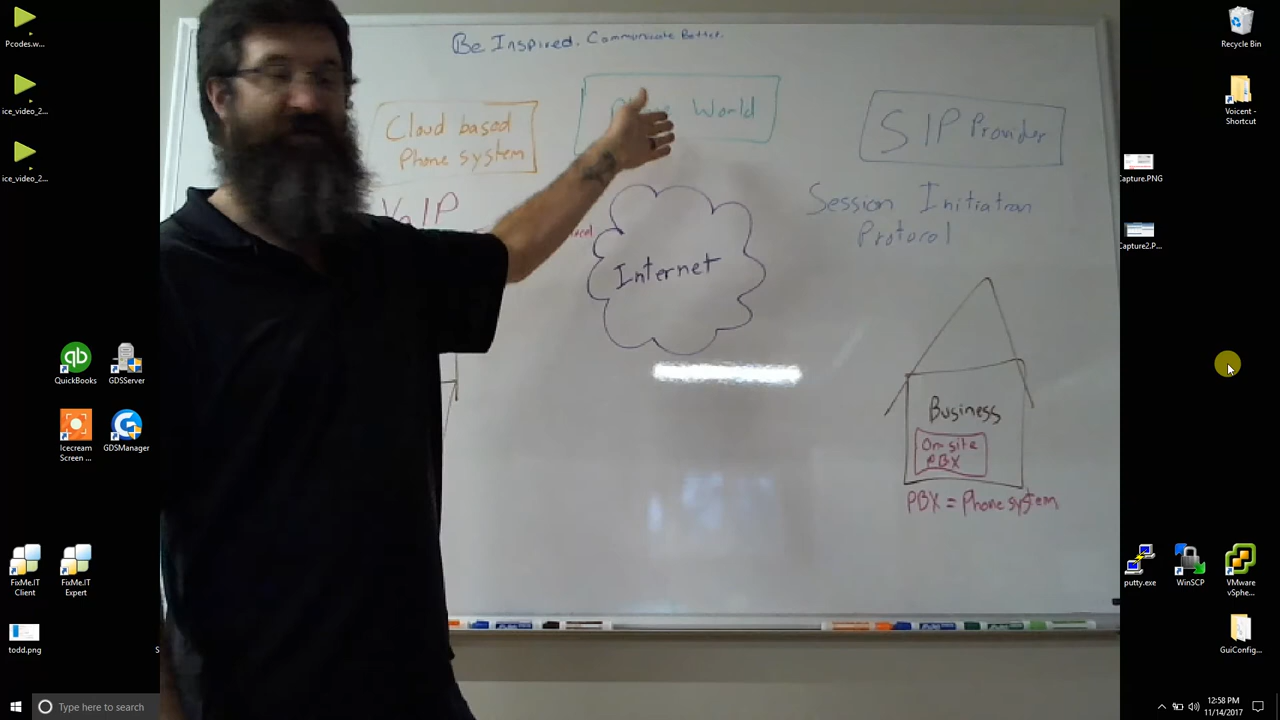 Be Inspired. Communicate Better.
Cloud based
Phone system
World
SIP Provider
VoIP
Session Initiation
Protocol
Internet
Business
On-site
PBX
PBX = Phone system
Pcodes.w...
ice_video_2...
ice_video_2...
QuickBooks
GDSServer
Icecream
Screen ...
GDSManager
FixMe.IT
Client
FixMe.IT
Expert
todd.png
S
Type here to search
Recycle Bin
Voicent -
Shortcut
Capture.PNG
Capture2.P...
putty.exe
WinSCP
VMware
vSphe...
GuiConfig...
12:58 PM
11/14/2017